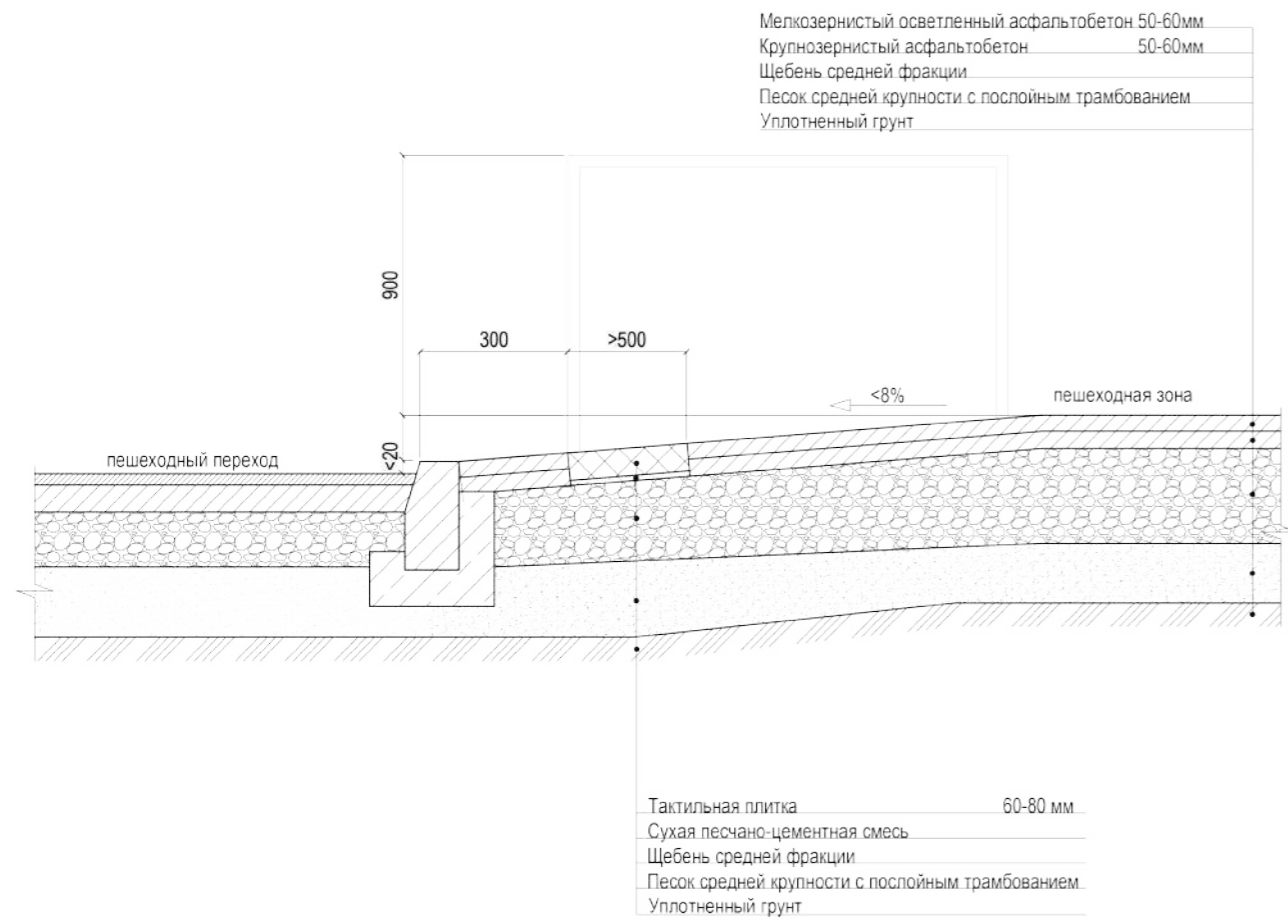 Мелкозернистый осветленный асфальтобетон 50-60мм
Крупнозернистый асфальтобетон 50-60мм
Щебень средней фракции
Песок средней крупности с послойным трамбованием
Уплотненный грунт
900
300
>500
<8%
пешеходная зона
<20
пешеходный переход
Тактильная плитка 60-80 мм
Сухая песчано-цементная смесь
Щебень средней фракции
Песок средней крупности с послойным трамбованием
Уплотненный грунт